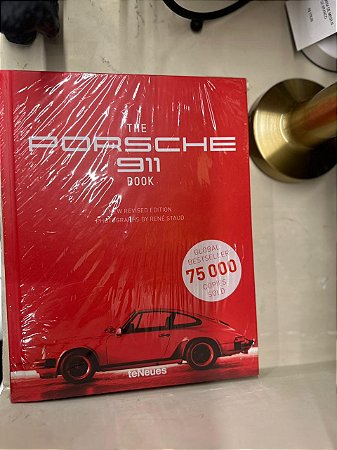 THE
PORSCHE
911
BOOK
NEW REVISED EDITION
PHOTOGRAPHS BY RENÉ STAUD
GLOBAL
BESTSELLER
75 000
COPIES
SOLD
teNeues